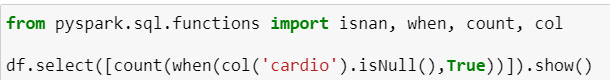 from pyspark.sql.functions import isnan, when, count, col
df.select([count(when(col('cardio').isNull(),True))]).show()